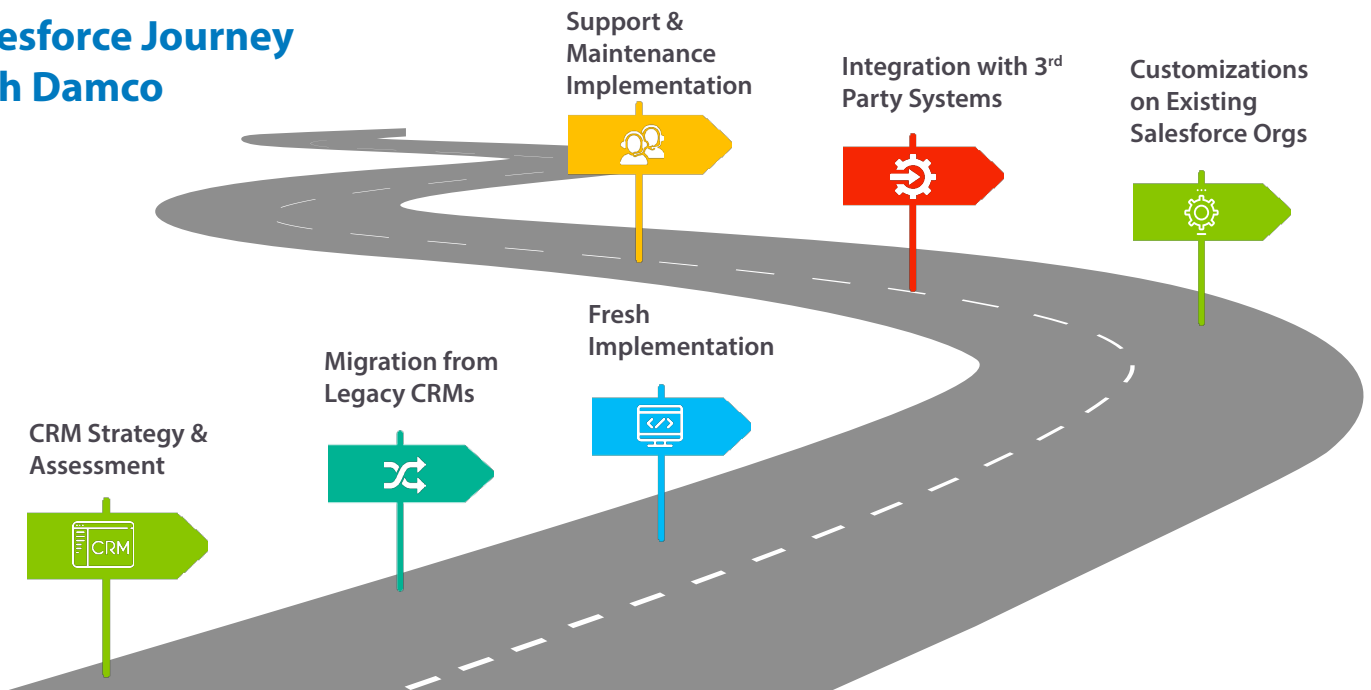 esforce Journey
h Damco
Support &
Maintenance
Implementation
Integration with 3rd
Party Systems
Customizations
on Existing
Salesforce Orgs
Fresh
Implementation
Migration from
Legacy CRMs
CRM Strategy &
Assessment
CRM